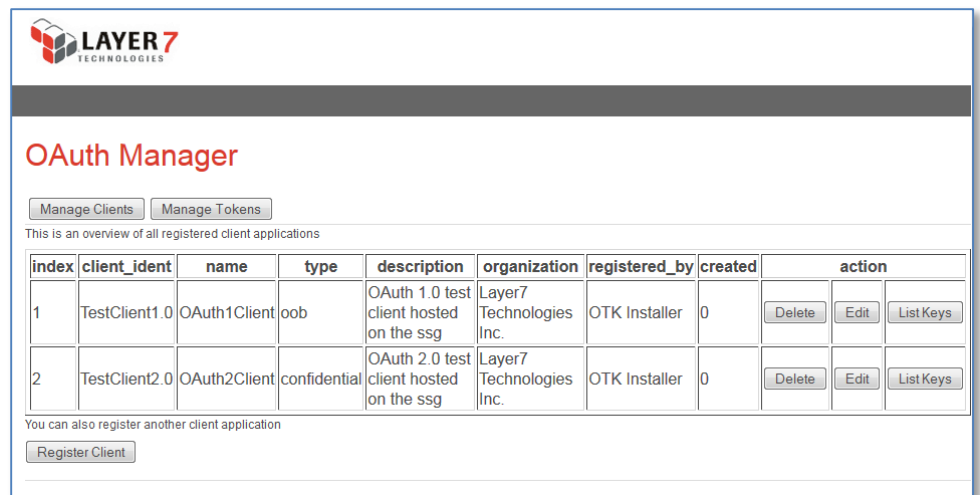 LAYER 7
TECHNOLOGIES
OAuth Manager
Manage Clients Manage Tokens
This is an overview of all registered client applications
index client_ident name type description organization registered_by created action
1 TestClient1.0 OAuth1Client oob OAuth 1.0 test client hosted on the ssg Layer7 Technologies Inc. OTK Installer 0 Delete Edit List Keys
2 TestClient2.0 OAuth2Client confidential OAuth 2.0 test client hosted on the ssg Layer7 Technologies Inc. OTK Installer 0 Delete Edit List Keys
You can also register another client application
Register Client